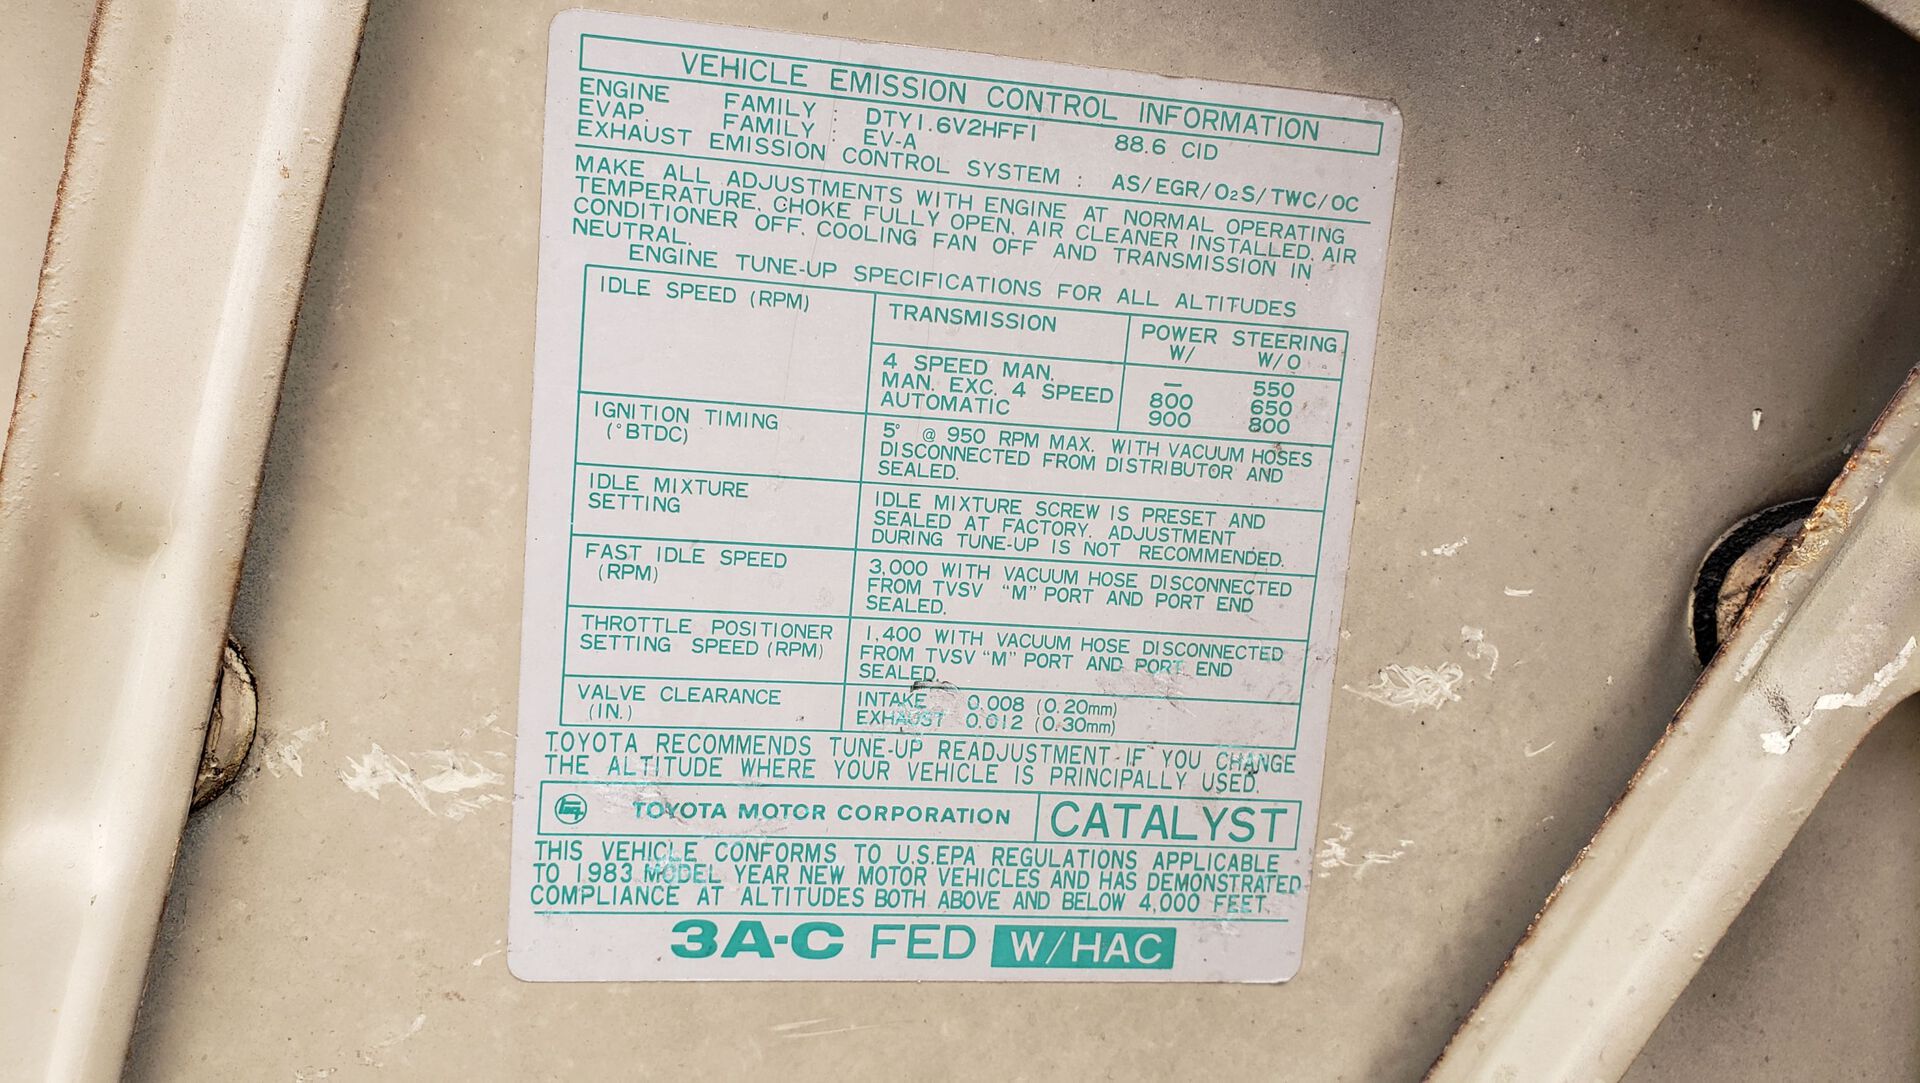 VEHICLE EMISSION CONTROL INFORMATION
ENGINE FAMILY : DTY1.6V2HFF1 88.6 CID
EVAP. FAMILY : EV-A
EXHAUST EMISSION CONTROL SYSTEM : AS/EGR/O₂S/TWC/OC
MAKE ALL ADJUSTMENTS WITH ENGINE AT NORMAL OPERATING
TEMPERATURE, CHOKE FULLY OPEN, AIR CLEANER INSTALLED, AIR
CONDITIONER OFF, COOLING FAN OFF AND TRANSMISSION IN
NEUTRAL.
ENGINE TUNE-UP SPECIFICATIONS FOR ALL ALTITUDES
IDLE SPEED (RPM)
TRANSMISSION
POWER STEERING
W/ W/O
4 SPEED MAN. — 550
MAN. EXC. 4 SPEED 800 650
AUTOMATIC 900 800
IGNITION TIMING
(°BTDC)
5° @ 950 RPM MAX. WITH VACUUM HOSES
DISCONNECTED FROM DISTRIBUTOR AND
SEALED.
IDLE MIXTURE
SETTING
IDLE MIXTURE SCREW IS PRESET AND
SEALED AT FACTORY. ADJUSTMENT
DURING TUNE-UP IS NOT RECOMMENDED.
FAST IDLE SPEED
(RPM)
3,000 WITH VACUUM HOSE DISCONNECTED
FROM TVSV "M" PORT AND PORT END
SEALED.
THROTTLE POSITIONER
SETTING SPEED (RPM)
1,400 WITH VACUUM HOSE DISCONNECTED
FROM TVSV "M" PORT AND PORT END
SEALED.
VALVE CLEARANCE
(IN.)
INTAKE 0.008 (0.20mm)
EXHAUST 0.012 (0.30mm)
TOYOTA RECOMMENDS TUNE-UP READJUSTMENT IF YOU CHANGE
THE ALTITUDE WHERE YOUR VEHICLE IS PRINCIPALLY USED.
TOYOTA MOTOR CORPORATION
CATALYST
THIS VEHICLE CONFORMS TO U.S.EPA REGULATIONS APPLICABLE
TO 1983 MODEL YEAR NEW MOTOR VEHICLES AND HAS DEMONSTRATED
COMPLIANCE AT ALTITUDES BOTH ABOVE AND BELOW 4,000 FEET
3A-C FED W/HAC